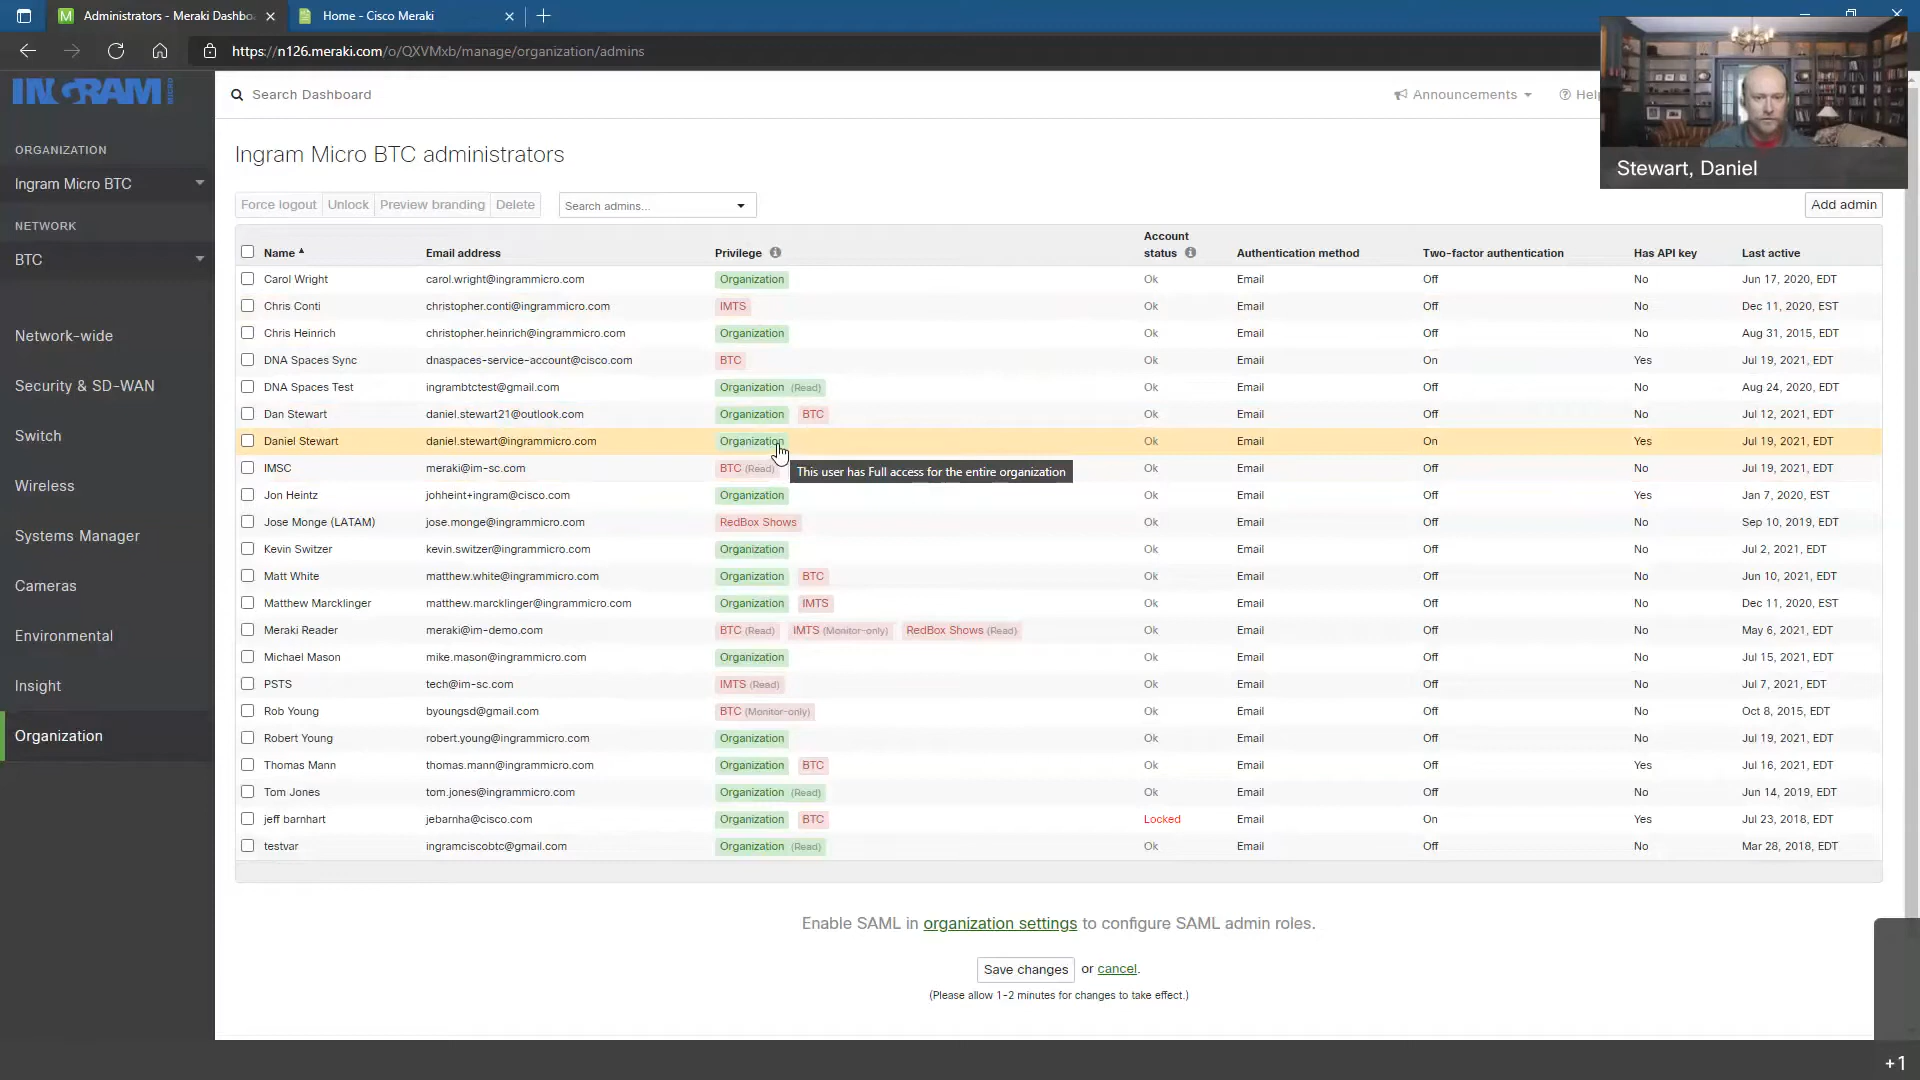 Administrators - Meraki Dashbo
Home - Cisco Meraki
https://n126.meraki.com/o/QXVMxb/manage/organization/admins
INGRAM MICRO
Search Dashboard
Announcements
Help
Stewart, Daniel
ORGANIZATION
Ingram Micro BTC
NETWORK
BTC
Network-wide
Security & SD-WAN
Switch
Wireless
Systems Manager
Cameras
Environmental
Insight
Organization
Ingram Micro BTC administrators
Force logout Unlock Preview branding Delete Search admins... Add admin
Name Email address Privilege Account status Authentication method Two-factor authentication Has API key Last active
Carol Wright carol.wright@ingrammicro.com Organization Ok Email Off No Jun 17, 2020, EDT
Chris Conti christopher.conti@ingrammicro.com IMTS Ok Email Off No Dec 11, 2020, EST
Chris Heinrich christopher.heinrich@ingrammicro.com Organization Ok Email Off No Aug 31, 2015, EDT
DNA Spaces Sync dnaspaces-service-account@cisco.com BTC Ok Email On Yes Jul 19, 2021, EDT
DNA Spaces Test ingrambtctest@gmail.com Organization (Read) Ok Email Off No Aug 24, 2020, EDT
Dan Stewart daniel.stewart21@outlook.com Organization BTC Ok Email Off No Jul 12, 2021, EDT
Daniel Stewart daniel.stewart@ingrammicro.com Organization Ok Email On Yes Jul 19, 2021, EDT
IMSC meraki@im-sc.com BTC (Read) Ok Email Off No Jul 19, 2021, EDT
This user has Full access for the entire organization
Jon Heintz johheint+ingram@cisco.com Organization Ok Email Off Yes Jan 7, 2020, EST
Jose Monge (LATAM) jose.monge@ingrammicro.com RedBox Shows Ok Email Off No Sep 10, 2019, EDT
Kevin Switzer kevin.switzer@ingrammicro.com Organization Ok Email Off No Jul 2, 2021, EDT
Matt White matthew.white@ingrammicro.com Organization BTC Ok Email Off No Jun 10, 2021, EDT
Matthew Marcklinger matthew.marcklinger@ingrammicro.com Organization IMTS Ok Email Off No Dec 11, 2020, EST
Meraki Reader meraki@im-demo.com BTC (Read) IMTS (Monitor-only) RedBox Shows (Read) Ok Email Off No May 6, 2021, EDT
Michael Mason mike.mason@ingrammicro.com Organization Ok Email Off No Jul 15, 2021, EDT
PSTS tech@im-sc.com IMTS (Read) Ok Email Off No Jul 7, 2021, EDT
Rob Young byoungsd@gmail.com BTC (Monitor-only) Ok Email Off No Oct 8, 2015, EDT
Robert Young robert.young@ingrammicro.com Organization Ok Email Off No Jul 19, 2021, EDT
Thomas Mann thomas.mann@ingrammicro.com Organization BTC Ok Email Off Yes Jul 16, 2021, EDT
Tom Jones tom.jones@ingrammicro.com Organization (Read) Ok Email Off No Jun 14, 2019, EDT
jeff barnhart jebarnha@cisco.com Organization BTC Locked Email On Yes Jul 23, 2018, EDT
testvar ingramciscobtc@gmail.com Organization (Read) Ok Email Off No Mar 28, 2018, EDT
Enable SAML in organization settings to configure SAML admin roles.
Save changes or cancel.
(Please allow 1-2 minutes for changes to take effect.)
+1